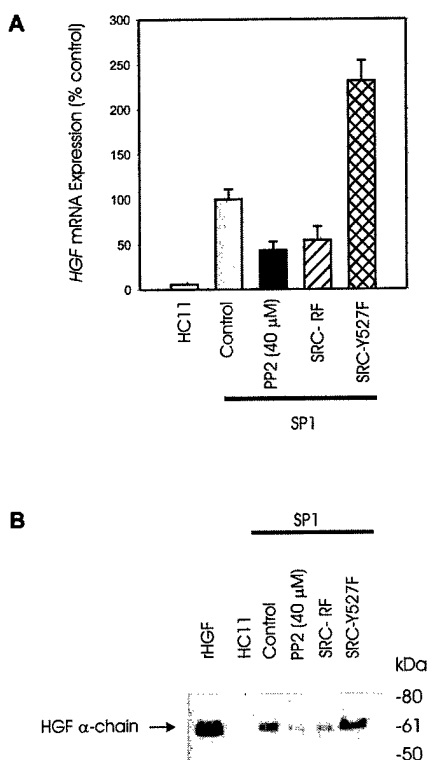 A
HGF mRNA Expression (% control)
300
250
200
150
100
50
0
HC11
Control
PP2 (40 µM)
SRC- RF
SRC-Y527F
SP1
B
SP1
rHGF
HC11
Control
PP2 (40 µM)
SRC- RF
SRC-Y527F
kDa
-80
HGF α-chain
-61
-50